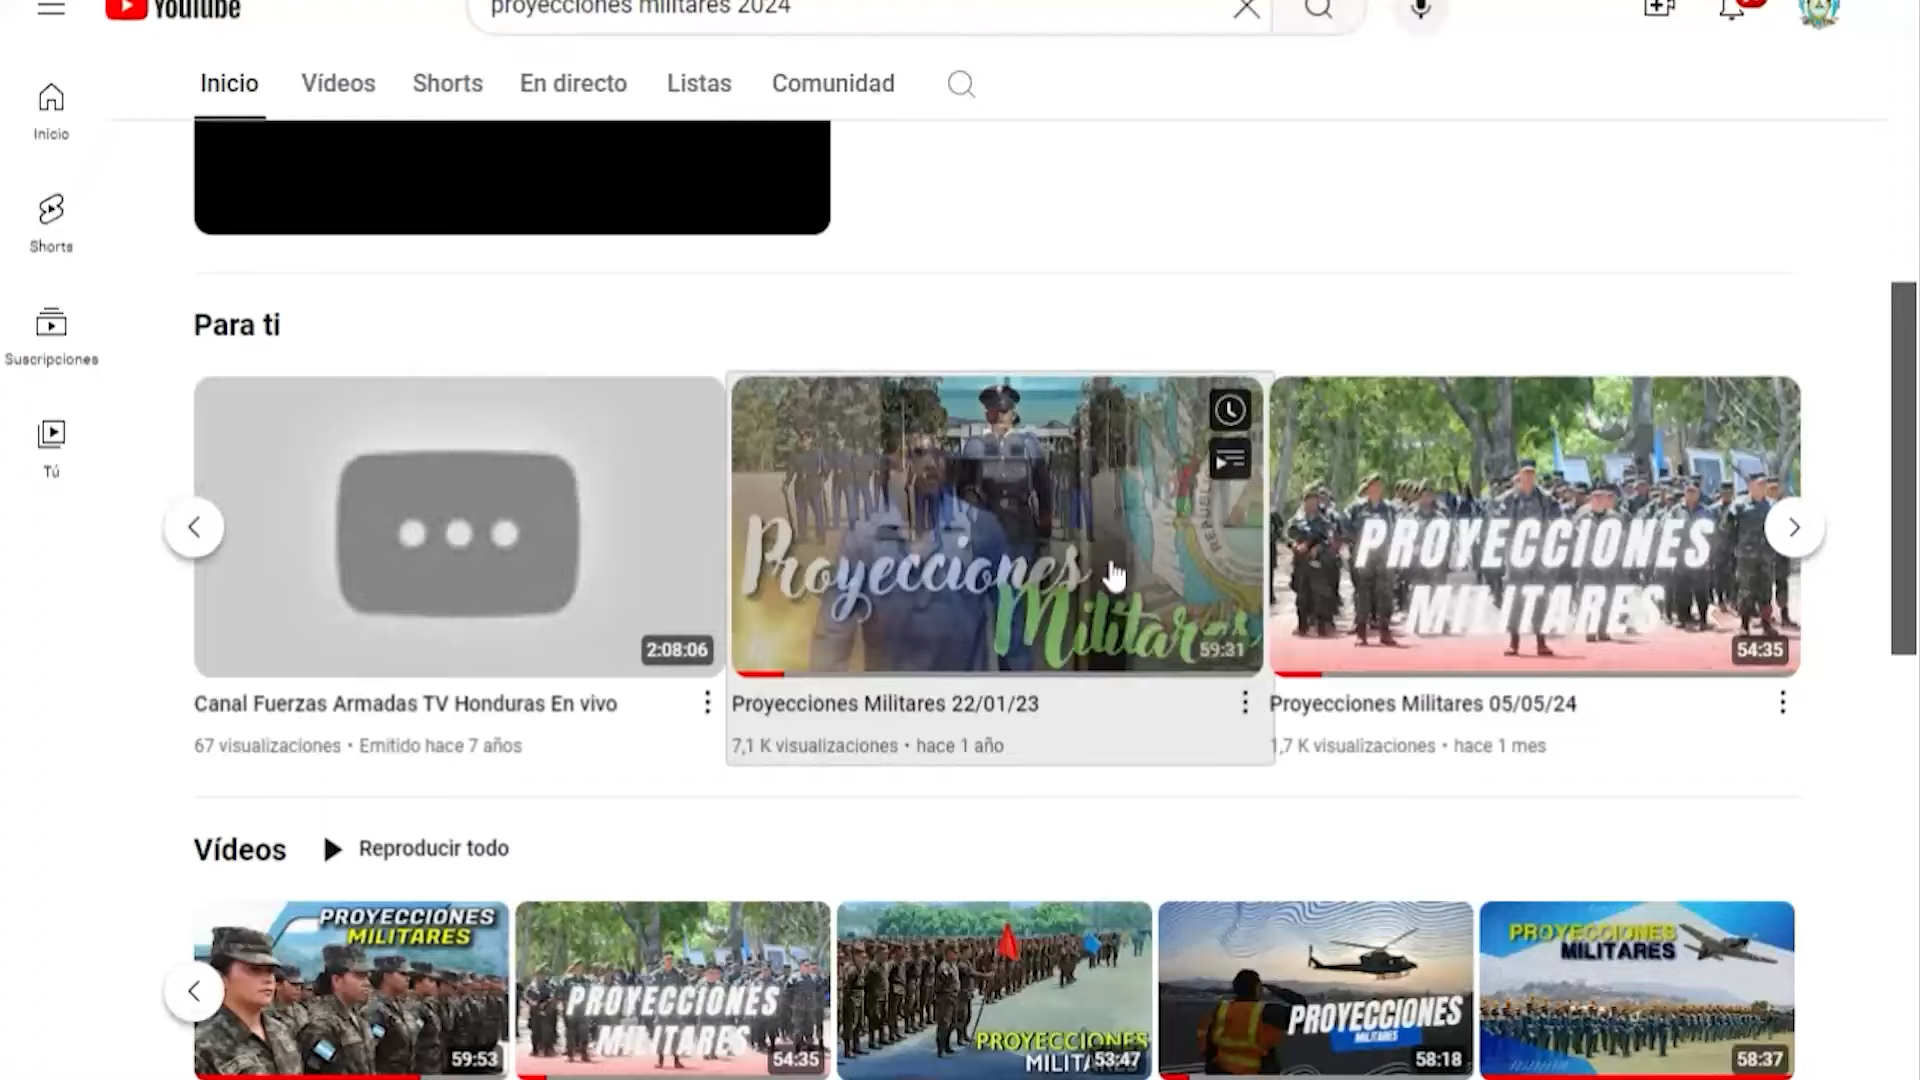 YouTube
proyecciones militares 2024
Inicio Vídeos Shorts En directo Listas Comunidad
Inicio
Shorts
Suscripciones
Tú
Para ti
Proyecciones
Militares
REPUBL
PROYECCIONES
MILITARES
2:08:06
59:31
54:35
Canal Fuerzas Armadas TV Honduras En vivo
67 visualizaciones • Emitido hace 7 años
Proyecciones Militares 22/01/23
7,1 K visualizaciones • hace 1 año
Proyecciones Militares 05/05/24
1,7 K visualizaciones • hace 1 mes
Vídeos Reproducir todo
PROYECCIONES
MILITARES
59:53
PROYECCIONES
MILITARES
54:35
PROYECCIONES
MILITA
53:47
PROYECCIONES
MILITARES
58:18
PROYECCIONES
MILITARES
58:37